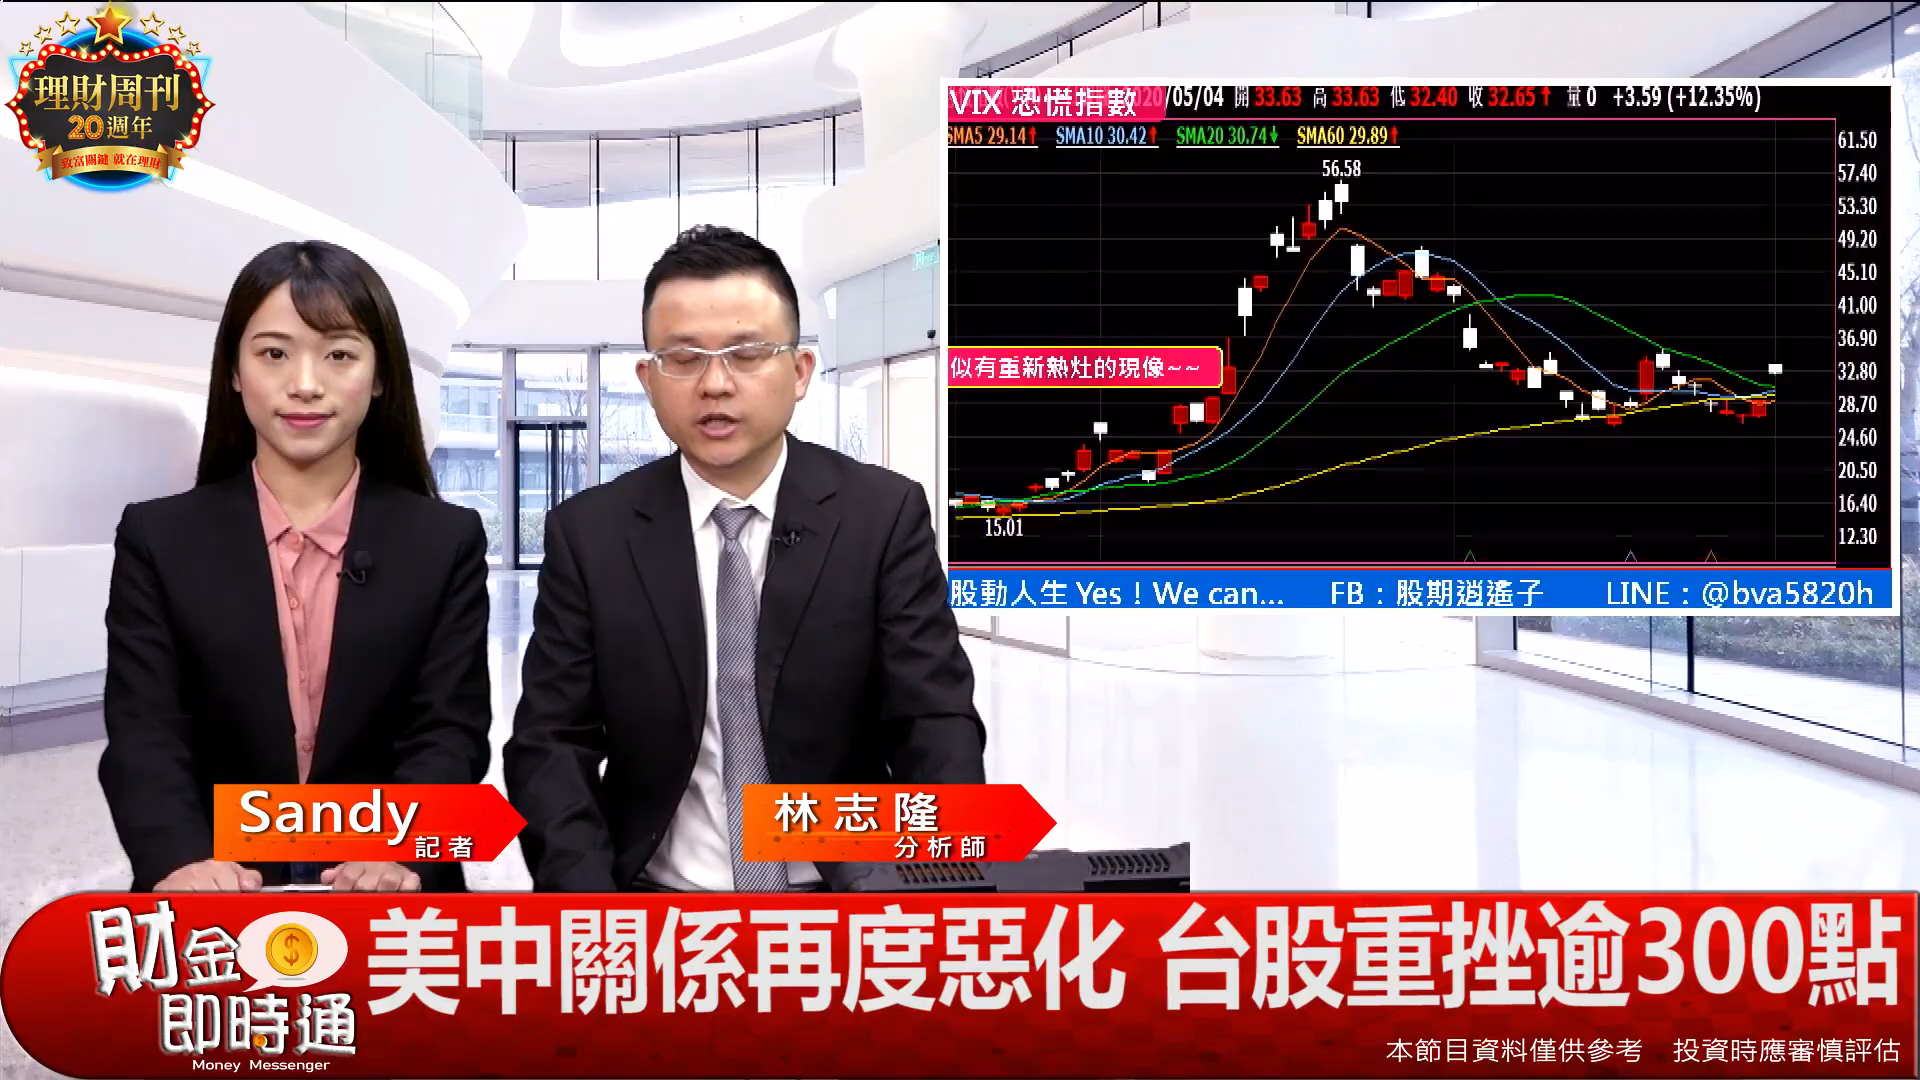 理財周刊
20週年
致富關鍵 就在理財
VIX 恐慌指數 2020/05/04 開 33.63 高 33.63 低 32.40 收 32.65↑ 量 0 +3.59 (+12.35%)
SMA5 29.14↑ SMA10 30.42↑ SMA20 30.74↓ SMA60 29.89↑
61.50
57.40
53.30
49.20
45.10
41.00
36.90
32.80
28.70
24.60
20.50
16.40
12.30
56.58
似有重新熱灶的現像~~
15.01
股動人生 Yes！We can... FB：股期逍遙子 LINE：@bva5820h
Sandy
記者
林志隆
分析師
財金
即時通
Money Messenger
美中關係再度惡化 台股重挫逾300點
本節目資料僅供參考 投資時應審慎評估